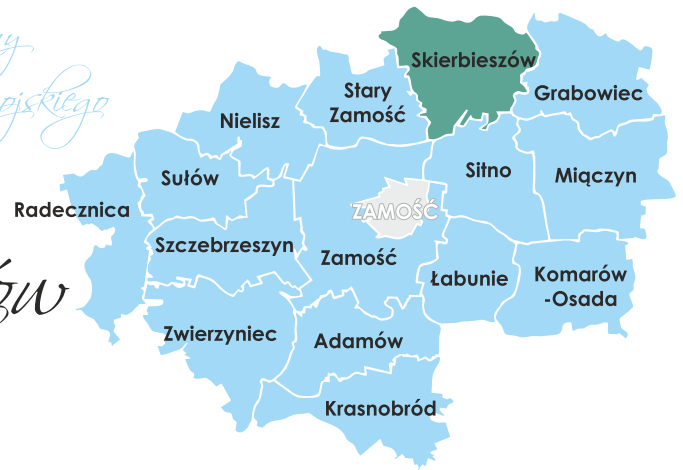 Skierbieszów
Grabowiec
Stary
Zamość
Nielisz
Sitno
Miączyn
Sułów
Radecznica
ZAMOŚĆ
Szczebrzeszyn
Zamość
Łabunie
Komarów
-Osada
Zwierzyniec
Adamów
Krasnobród